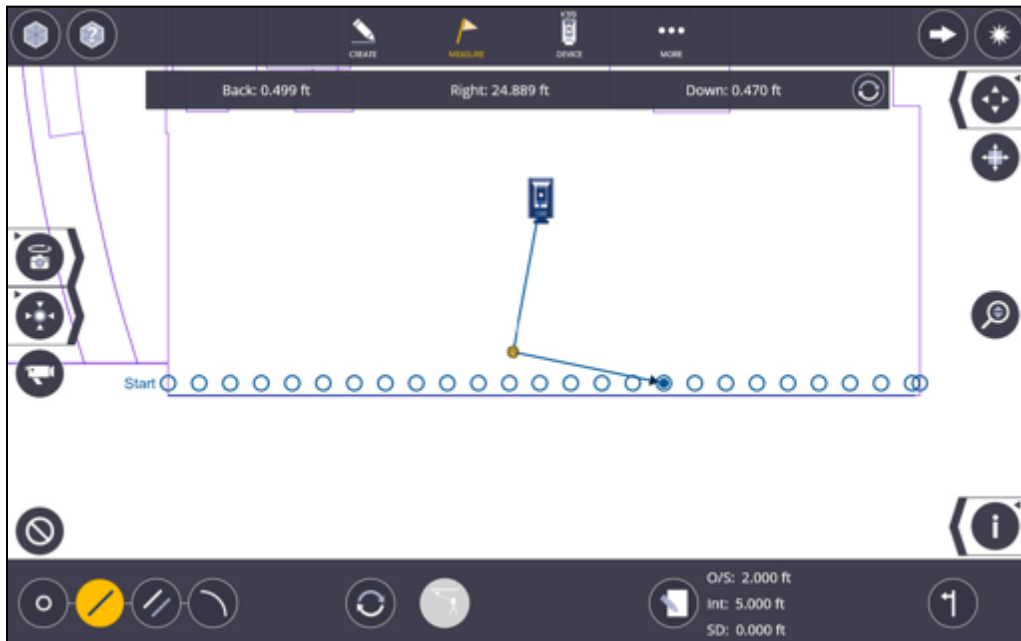 CREATE
MEASURE
DEVICE
MORE
Back: 0.499 ft
Right: 24.889 ft
Down: 0.470 ft
Start
O/S: 2.000 ft
Int: 5.000 ft
SD: 0.000 ft